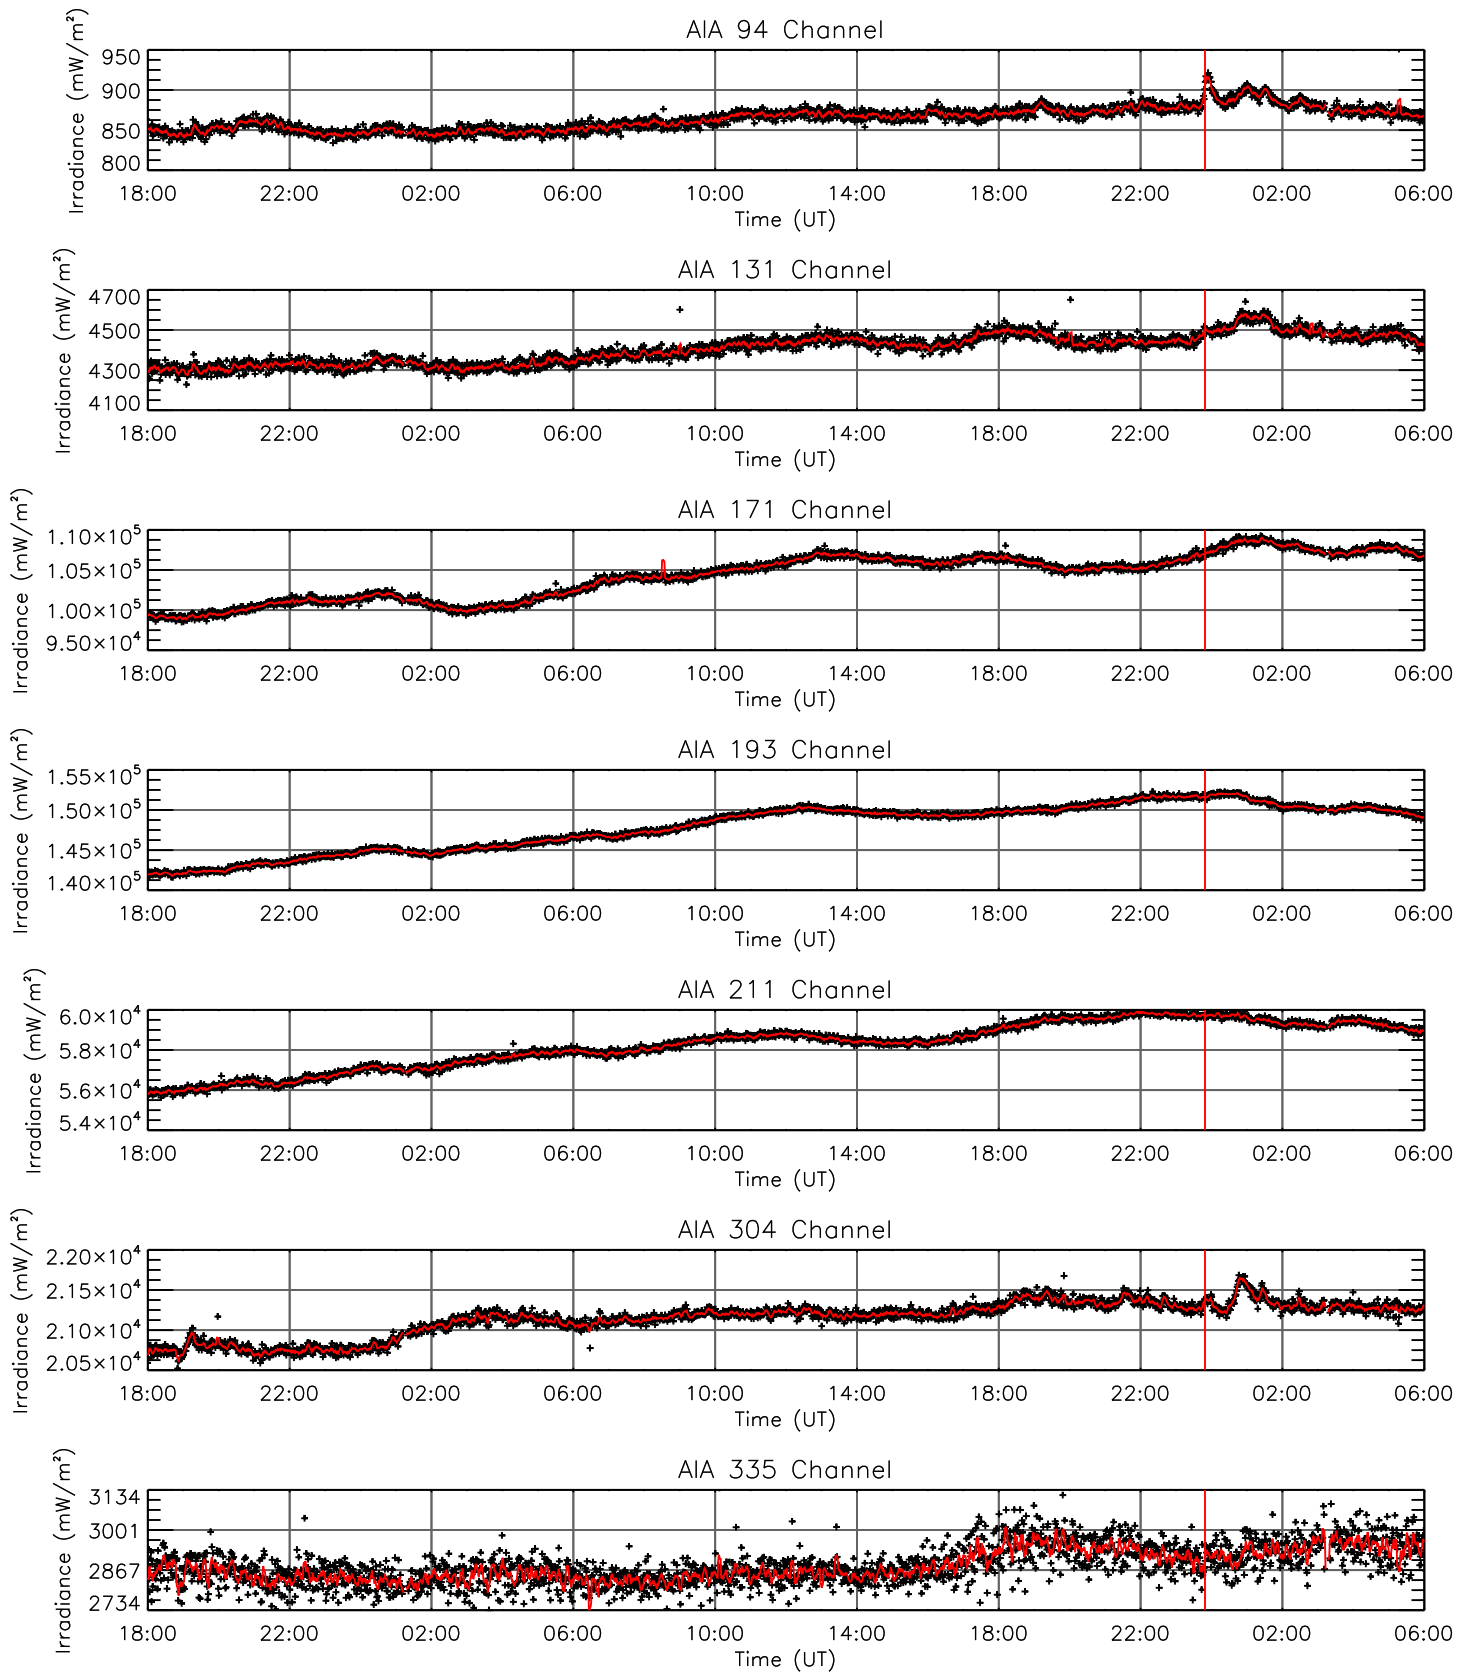 AIA 94 Channel
Irradiance (mW/m²)
950
900
850
800
18:00 22:00 02:00 06:00 10:00 14:00 18:00 22:00 02:00 06:00
Time (UT)
AIA 131 Channel
Irradiance (mW/m²)
4700
4500
4300
4100
18:00 22:00 02:00 06:00 10:00 14:00 18:00 22:00 02:00 06:00
Time (UT)
AIA 171 Channel
Irradiance (mW/m²)
1.10×10⁵
1.05×10⁵
1.00×10⁵
9.50×10⁴
18:00 22:00 02:00 06:00 10:00 14:00 18:00 22:00 02:00 06:00
Time (UT)
AIA 193 Channel
Irradiance (mW/m²)
1.55×10⁵
1.50×10⁵
1.45×10⁵
1.40×10⁵
18:00 22:00 02:00 06:00 10:00 14:00 18:00 22:00 02:00 06:00
Time (UT)
AIA 211 Channel
Irradiance (mW/m²)
6.0×10⁴
5.8×10⁴
5.6×10⁴
5.4×10⁴
18:00 22:00 02:00 06:00 10:00 14:00 18:00 22:00 02:00 06:00
Time (UT)
AIA 304 Channel
Irradiance (mW/m²)
2.20×10⁴
2.15×10⁴
2.10×10⁴
2.05×10⁴
18:00 22:00 02:00 06:00 10:00 14:00 18:00 22:00 02:00 06:00
Time (UT)
AIA 335 Channel
Irradiance (mW/m²)
3134
3001
2867
2734
18:00 22:00 02:00 06:00 10:00 14:00 18:00 22:00 02:00 06:00
Time (UT)